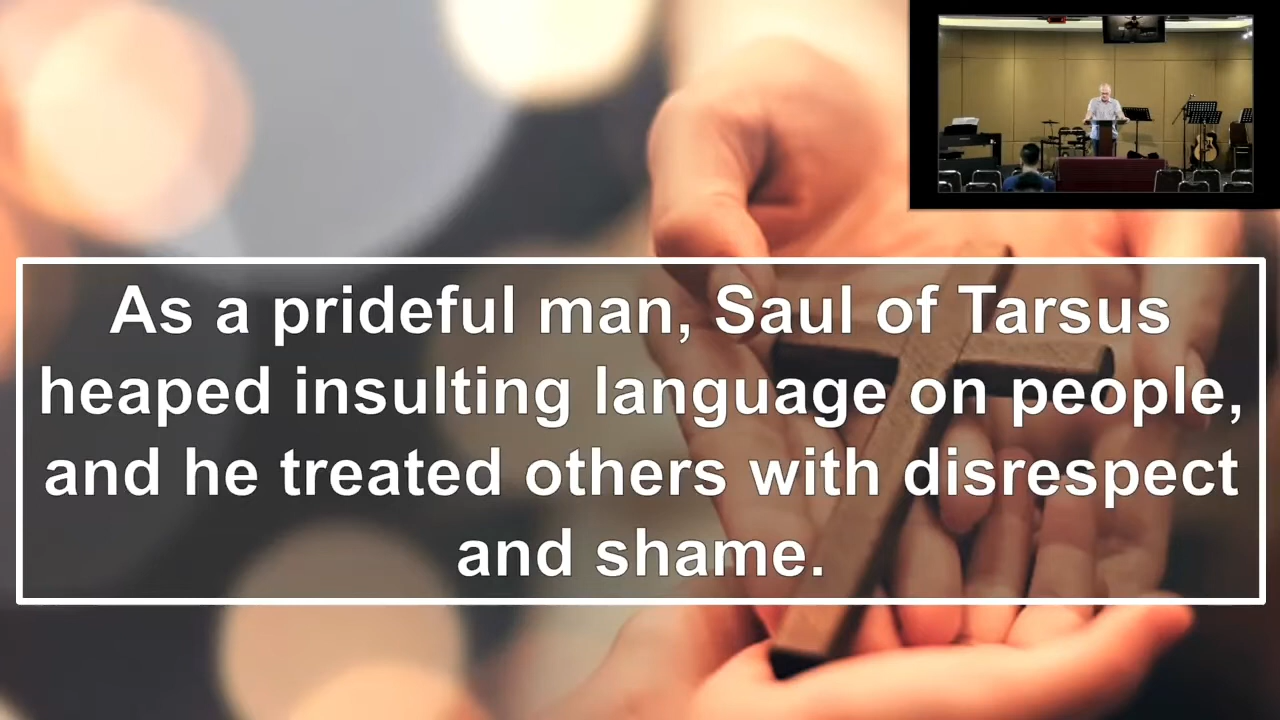 As a prideful man, Saul of Tarsus
heaped insulting language on people,
and he treated others with disrespect
and shame.